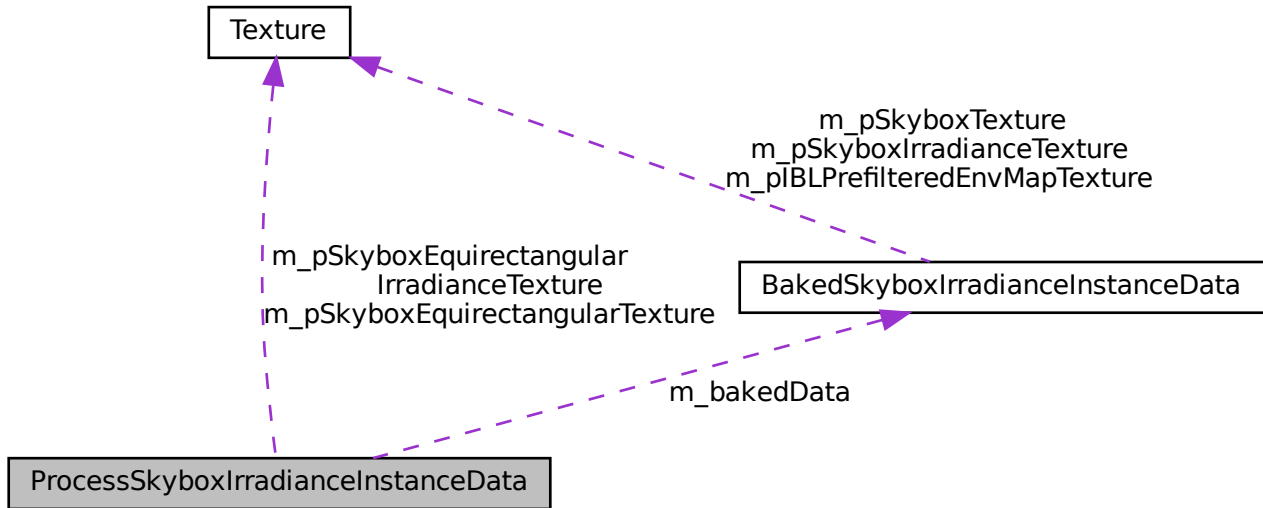 Texture
m_pSkyboxTexture
m_pSkyboxIrradianceTexture
m_pIBLPrefilteredEnvMapTexture
m_pSkyboxEquirectangular
IrradianceTexture
m_pSkyboxEquirectangularTexture
BakedSkyboxIrradianceInstanceData
m_bakedData
ProcessSkyboxIrradianceInstanceData